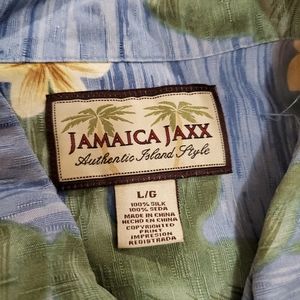 JAMAICA JAXX
Authentic Island Style
L/G
100% SILK
100% SEDA
MADE IN CHINA
HECHO EN CHINA
COPYRIGHTED
PRINT
IMPRESION
REGISTRADA